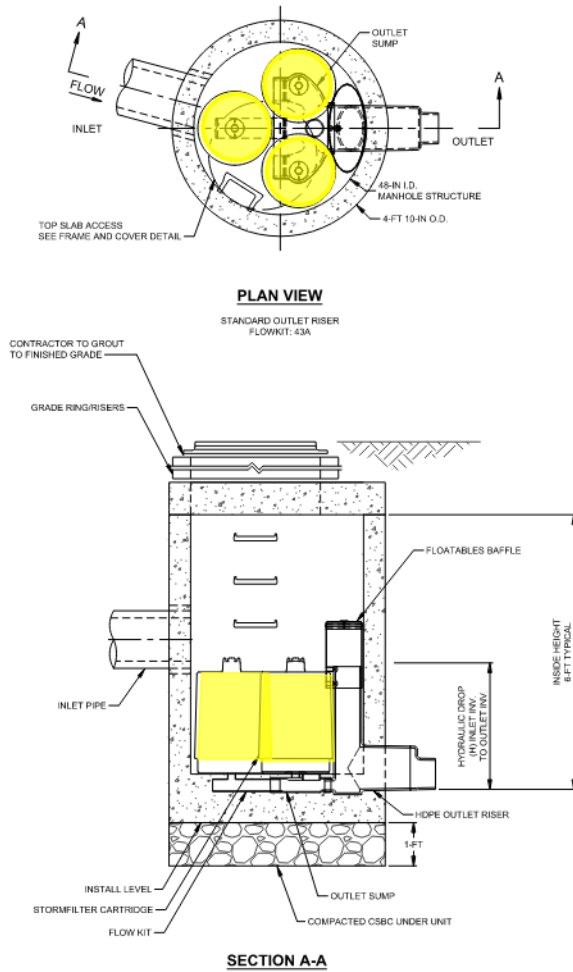 A
OUTLET
SUMP
FLOW
A
INLET
OUTLET
48-IN I.D.
MANHOLE STRUCTURE
TOP SLAB ACCESS
SEE FRAME AND COVER DETAIL
4-FT 10-IN O.D.
PLAN VIEW
STANDARD OUTLET RISER
FLOWKIT: 43A
CONTRACTOR TO GROUT
TO FINISHED GRADE
GRADE RING/RISERS
FLOATABLES BAFFLE
INSIDE HEIGHT
6-FT TYPICAL
HYDRAULIC DROP
(H) INLET INV.
TO OUTLET INV.
INLET PIPE
HDPE OUTLET RISER
1-FT
INSTALL LEVEL
OUTLET SUMP
STORMFILTER CARTRIDGE
COMPACTED CSBC UNDER UNIT
FLOW KIT
SECTION A-A